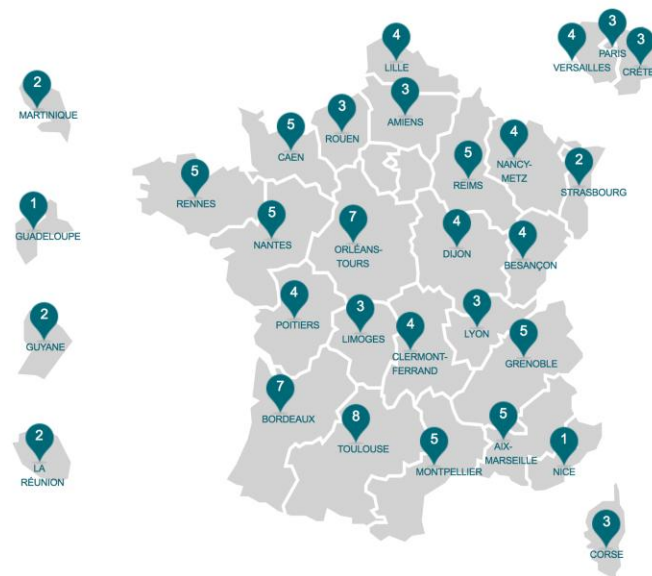 4
LILLE
4
VERSAILLES
3
PARIS
3
CRÉTE
2
MARTINIQUE
3
AMIENS
3
ROUEN
5
CAEN
5
REIMS
4
NANCY-
METZ
2
STRASBOURG
5
RENNES
1
GUADELOUPE
5
NANTES
7
ORLÉANS-
TOURS
4
DIJON
4
BESANÇON
2
GUYANE
4
POITIERS
3
LIMOGES
4
CLERMONT-
FERRAND
3
LYON
5
GRENOBLE
7
BORDEAUX
8
TOULOUSE
5
MONTPELLIER
5
AIX-
MARSEILLE
1
NICE
2
LA
RÉUNION
3
CORSE